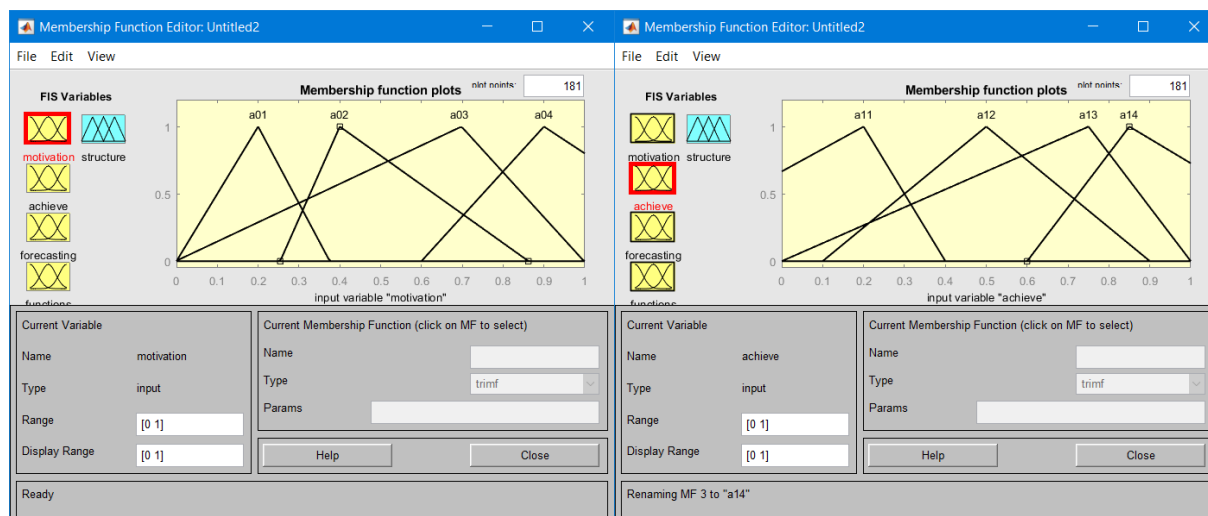 Membership Function Editor: Untitled2
File Edit View
FIS Variables
Membership function plots
plot points:
181
motivation
structure
achieve
forecasting
functions
a01
a02
a03
a04
1
0.5
0
0 0.1 0.2 0.3 0.4 0.5 0.6 0.7 0.8 0.9 1
input variable "motivation"
Current Variable
Name motivation
Type input
Range [0 1]
Display Range [0 1]
Current Membership Function (click on MF to select)
Name
Type trimf
Params
Help Close
Ready
Membership Function Editor: Untitled2
File Edit View
FIS Variables
Membership function plots
plot points:
181
motivation
structure
achieve
forecasting
functions
a11
a12
a13
a14
1
0.5
0
0 0.1 0.2 0.3 0.4 0.5 0.6 0.7 0.8 0.9 1
input variable "achieve"
Current Variable
Name achieve
Type input
Range [0 1]
Display Range [0 1]
Current Membership Function (click on MF to select)
Name
Type trimf
Params
Help Close
Renaming MF 3 to "a14"